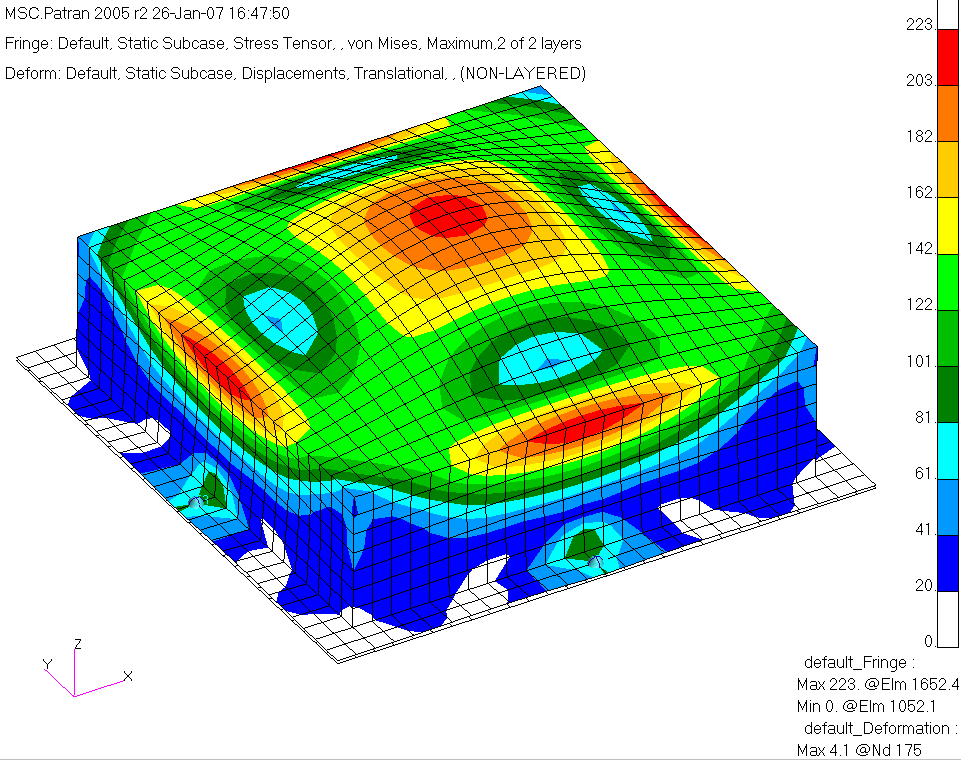 MSC.Patran 2005 r2 26-Jan-07 16:47:50
Fringe: Default, Static Subcase, Stress Tensor, , von Mises, Maximum,2 of 2 layers
Deform: Default, Static Subcase, Displacements, Translational, , (NON-LAYERED)
223.
203.
182.
162.
142.
122.
101.
81.
61.
41.
20.
0.
Z
Y
X
default_Fringe :
Max 223. @Elm 1652.4
Min 0. @Elm 1052.1
default_Deformation :
Max 4.1 @Nd 175